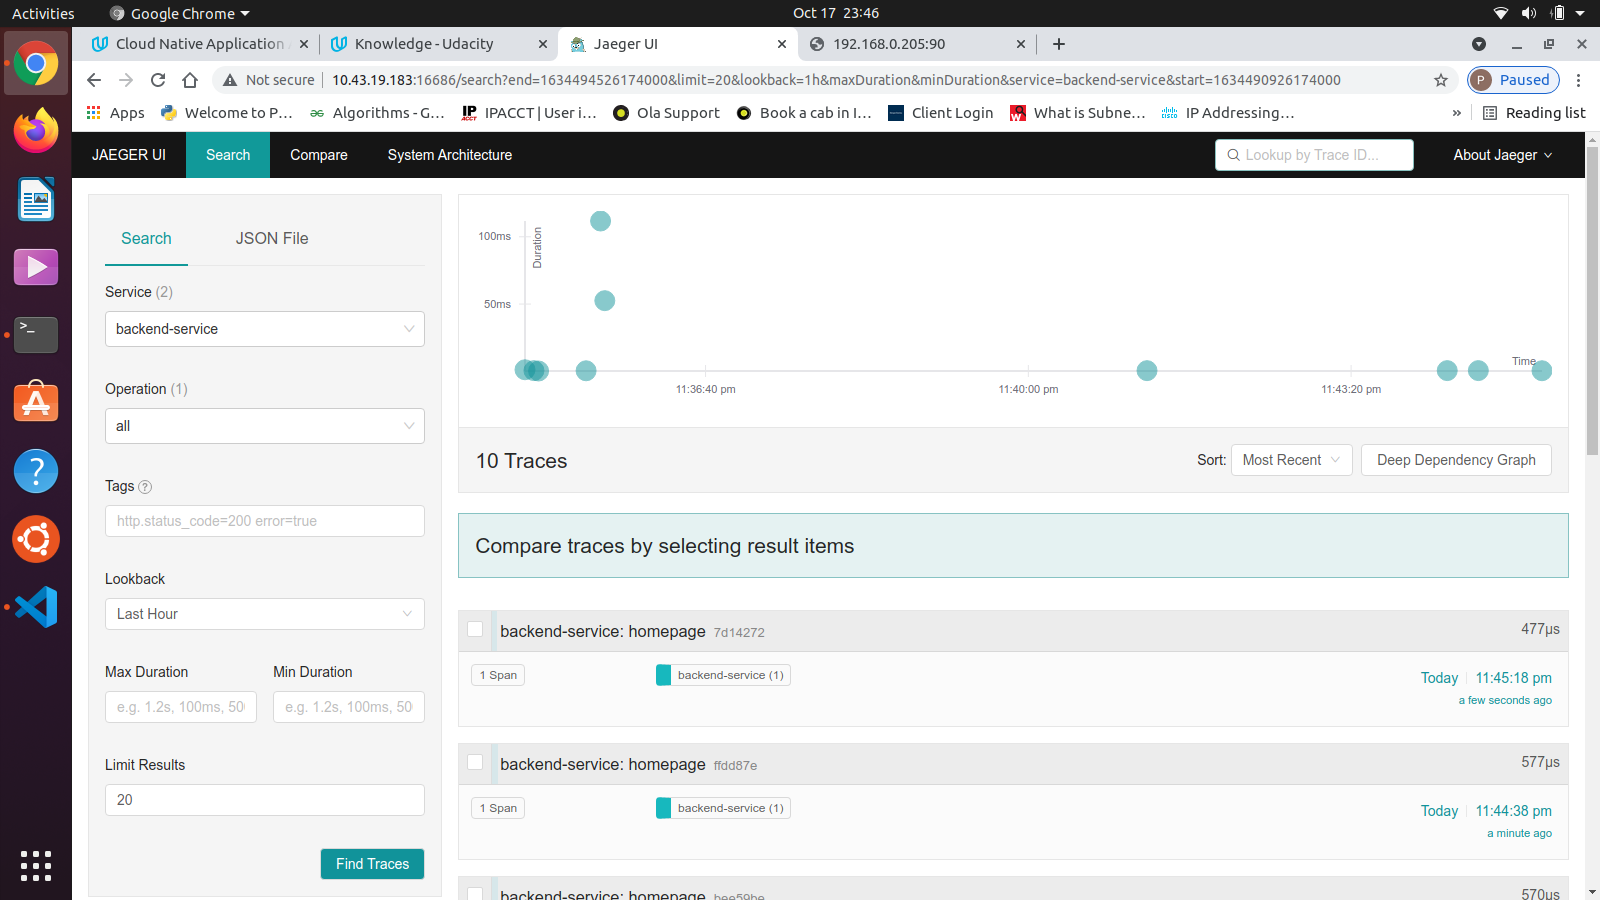 Activities
Google Chrome
Oct 17 23:46
Cloud Native Application
Knowledge - Udacity
Jaeger UI
192.168.0.205:90
Not secure
10.43.19.183:16686/search?end=1634494526174000&limit=20&lookback=1h&maxDuration&minDuration&service=backend-service&start=1634490926174000
P Paused
Apps
Welcome to P...
Algorithms - G...
IPACCT | User i...
Ola Support
Book a cab in I...
Client Login
What is Subne...
IP Addressing...
»
Reading list
JAEGER UI
Search
Compare
System Architecture
Lookup by Trace ID...
About Jaeger
Search
JSON File
Service (2)
backend-service
Operation (1)
all
Tags ?
http.status_code=200 error=true
Lookback
Last Hour
Max Duration
Min Duration
e.g. 1.2s, 100ms, 50
e.g. 1.2s, 100ms, 50
Limit Results
20
Find Traces
100ms
50ms
Duration
Time
11:36:40 pm
11:40:00 pm
11:43:20 pm
10 Traces
Sort:
Most Recent
Deep Dependency Graph
Compare traces by selecting result items
backend-service: homepage 7d14272
477μs
1 Span
backend-service (1)
Today
11:45:18 pm
a few seconds ago
backend-service: homepage ffdd87e
577μs
1 Span
backend-service (1)
Today
11:44:38 pm
a minute ago
backend-service: homepage bee59be
570μs